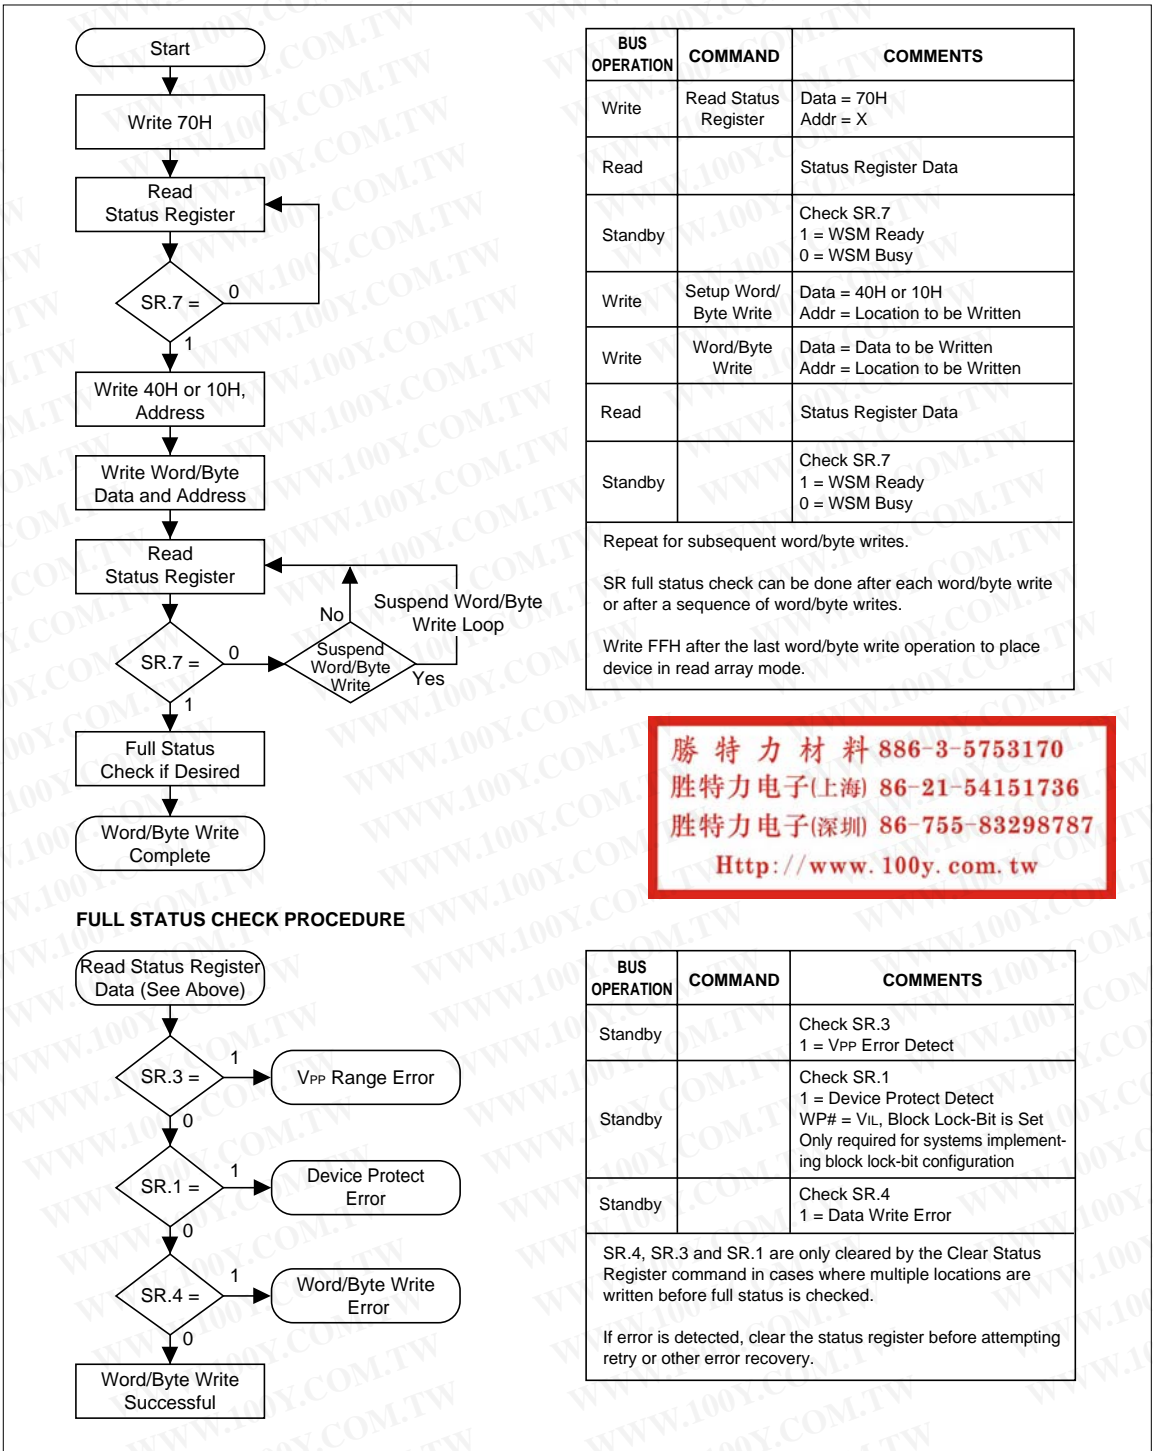 Start
Write 70H
Read
Status Register
SR.7 =
0
1
Write 40H or 10H,
Address
Write Word/Byte
Data and Address
Read
Status Register
SR.7 =
0
1
Suspend
Word/Byte
Write
No
Yes
Suspend Word/Byte
Write Loop
Full Status
Check if Desired
Word/Byte Write
Complete
BUS OPERATION COMMAND COMMENTS
Write Read Status Register Data = 70H
Addr = X
Read Status Register Data
Standby Check SR.7
1 = WSM Ready
0 = WSM Busy
Write Setup Word/ Byte Write Data = 40H or 10H
Addr = Location to be Written
Write Word/Byte Write Data = Data to be Written
Addr = Location to be Written
Read Status Register Data
Standby Check SR.7
1 = WSM Ready
0 = WSM Busy
Repeat for subsequent word/byte writes.
SR full status check can be done after each word/byte write
or after a sequence of word/byte writes.
Write FFH after the last word/byte write operation to place
device in read array mode.
勝 特 力 材 料 886-3-5753170
胜特力电子(上海) 86-21-54151736
胜特力电子(深圳) 86-755-83298787
Http://www.100y.com.tw
FULL STATUS CHECK PROCEDURE
Read Status Register
Data (See Above)
SR.3 =
1
VPP Range Error
0
SR.1 =
1
Device Protect
Error
0
SR.4 =
1
Word/Byte Write
Error
0
Word/Byte Write
Successful
BUS OPERATION COMMAND COMMENTS
Standby Check SR.3
1 = VPP Error Detect
Standby Check SR.1
1 = Device Protect Detect
WP# = VIL, Block Lock-Bit is Set
Only required for systems implement-
ing block lock-bit configuration
Standby Check SR.4
1 = Data Write Error
SR.4, SR.3 and SR.1 are only cleared by the Clear Status
Register command in cases where multiple locations are
written before full status is checked.
If error is detected, clear the status register before attempting
retry or other error recovery.
WWW.100Y.COM.TW